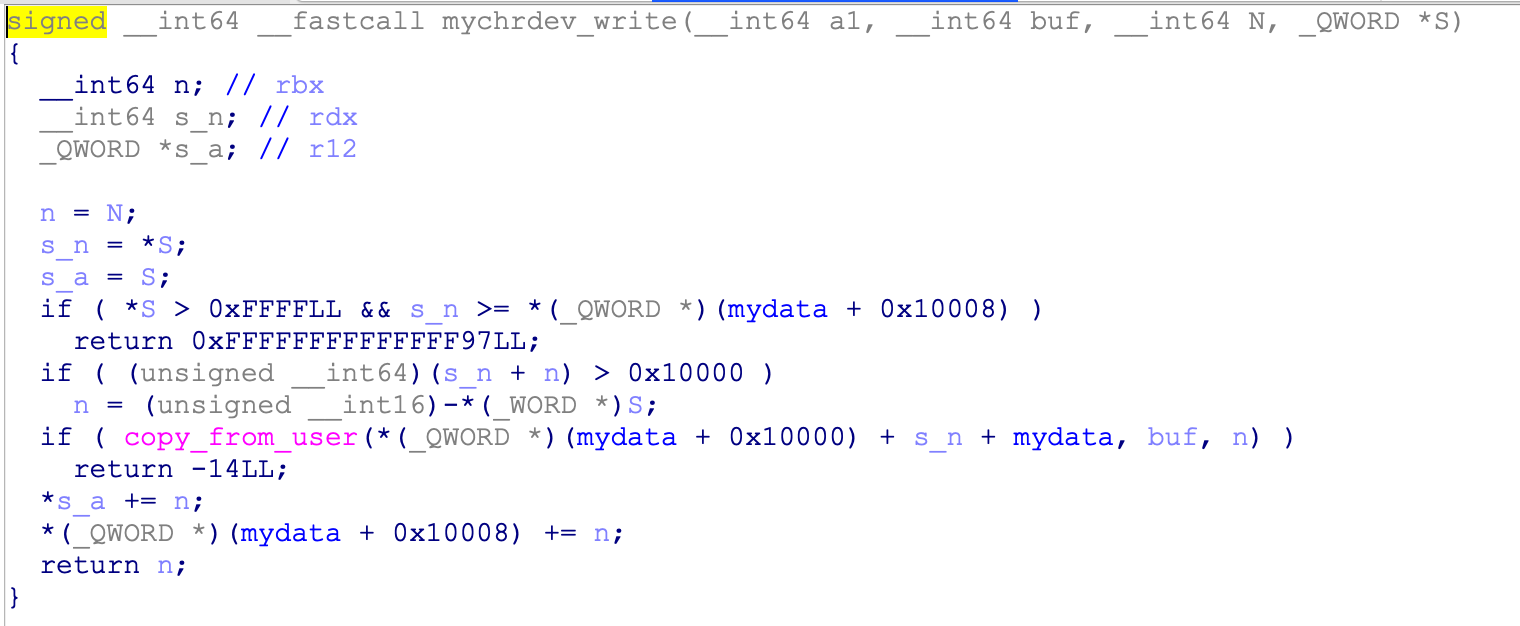 signed __int64 __fastcall mychrdev_write(__int64 a1, __int64 buf, __int64 N, _QWORD *S)
{
  __int64 n; // rbx
  __int64 s_n; // rdx
  _QWORD *s_a; // r12

  n = N;
  s_n = *S;
  s_a = S;
  if ( *S > 0xFFFFLL && s_n >= *(_QWORD *)(mydata + 0x10008) )
    return 0xFFFFFFFFFFFFFF97LL;
  if ( (unsigned __int64)(s_n + n) > 0x10000 )
    n = (unsigned __int16)-*(_WORD *)S;
  if ( copy_from_user(*(_QWORD *)(mydata + 0x10000) + s_n + mydata, buf, n) )
    return -14LL;
  *s_a += n;
  *(_QWORD *)(mydata + 0x10008) += n;
  return n;
}